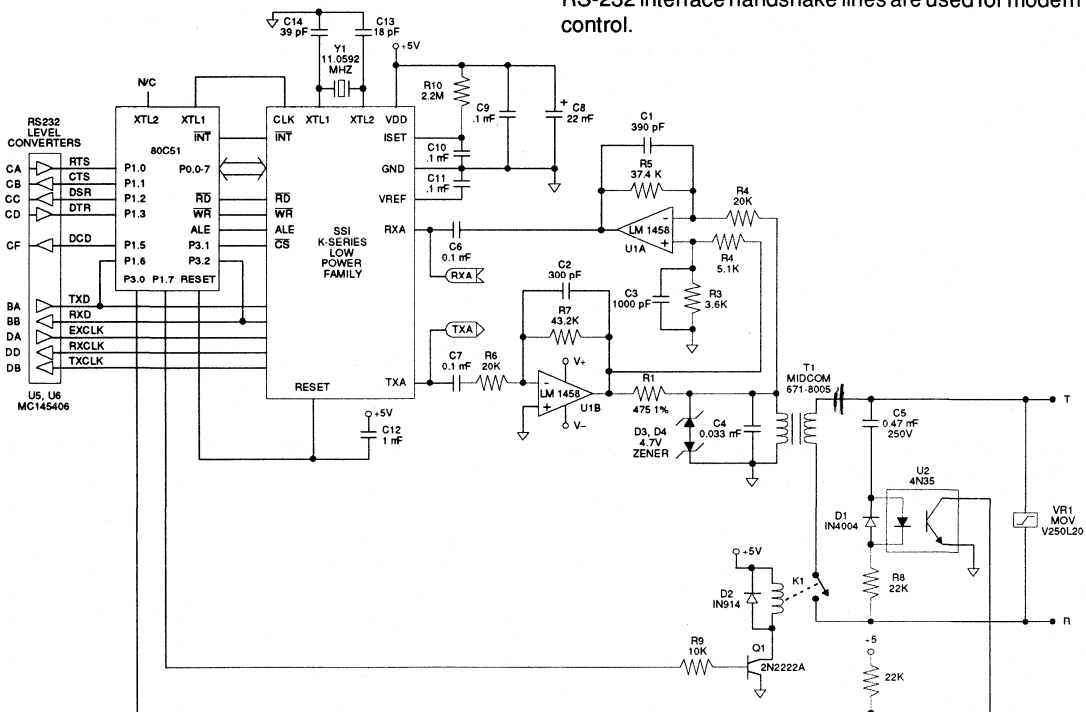 RS-232 interface handshake lines are used for modem
control.
C14
39 pF
C13
18 pF
Y1
11.0592
MHZ
+5V
N/C
R10
2.2M
C9
.1 mF
+
C8
22 mF
C1
390 pF
XTL2
XTL1
CLK
XTL1
XTL2
VDD
RS232
LEVEL
CONVERTERS
INT
INT
ISET
80C51
C10
.1 mF
R5
37.4 K
CA
RTS
P1.0
P0.0-7
GND
CB
CTS
P1.1
C11
.1 mF
R4
20K
CC
DSR
P1.2
RD
RD
VREF
CD
DTR
P1.3
WR
WR
ALE
ALE
SSI
K-SERIES
LOW
POWER
FAMILY
RXA
-
LM 1458
+
U1A
CF
DCD
P1.5
P3.1
CS
C6
0.1 mF
R4
5.1K
P1.6
P3.2
RXA
C2
300 pF
P3.0
P1.7
RESET
C3
1000 pF
R3
3.6K
BA
TXD
R7
43.2K
BB
RXD
TXA
DA
EXCLK
DD
RXCLK
C7
0.1 mF
R6
20K
V+
T1
MIDCOM
671-8005
DB
TXCLK
TXA
-
LM 1458
+
R1
475 1%
T
RESET
U1B
U5, U6
MC145406
+5V
C12
1 mF
V-
D3, D4
4.7V
ZENER
C4
0.033 mF
C5
0.47 mF
250V
U2
4N35
D1
IN4004
VR1
MOV
V250L20
+5V
K1
D2
IN914
R8
22K
R
R9
10K
Q1
2N2222A
+5
22K